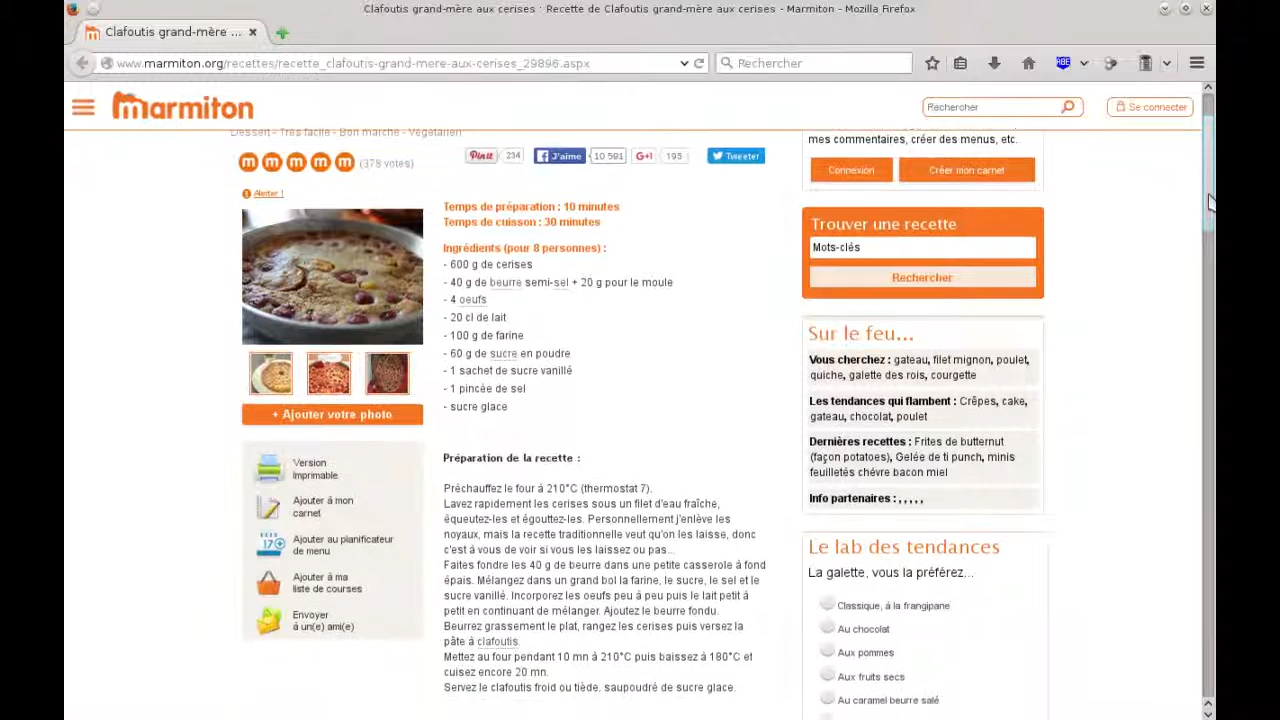 Clafoutis grand-mère aux cerises : Recette de Clafoutis grand-mère aux cerises - Marmiton - Mozilla Firefox
Clafoutis grand-mère ...
www.marmiton.org/recettes/recette_clafoutis-grand-mere-aux-cerises_29896.aspx
Rechercher
ABP
marmiton
Rechercher
Se connecter
Dessert - Très facile - Bon marché - Végétarien
(378 votes)
Pinit 234
J'aime 10 591
G+1 195
Tweeter
Alerter !
+ Ajouter votre photo
Version
Imprimable
Ajouter à mon
carnet
17
Ajouter au planificateur
de menu
Ajouter à ma
liste de courses
Envoyer
à un(e) ami(e)
Temps de préparation : 10 minutes
Temps de cuisson : 30 minutes
Ingrédients (pour 8 personnes) :
- 600 g de cerises
- 40 g de beurre semi-sel + 20 g pour le moule
- 4 oeufs
- 20 cl de lait
- 100 g de farine
- 60 g de sucre en poudre
- 1 sachet de sucre vanillé
- 1 pincée de sel
- sucre glace
Préparation de la recette :
Préchauffez le four à 210°C (thermostat 7).
Lavez rapidement les cerises sous un filet d'eau fraîche,
équeutez-les et égouttez-les. Personnellement j'enlève les
noyaux, mais la recette traditionnelle veut qu'on les laisse, donc
c'est à vous de voir si vous les laissez ou pas...
Faites fondre les 40 g de beurre dans une petite casserole à fond
épais. Mélangez dans un grand bol la farine, le sucre, le sel et le
sucre vanillé. Incorporez les oeufs peu à peu puis le lait petit à
petit en continuant de mélanger. Ajoutez le beurre fondu.
Beurrez grassement le plat, rangez les cerises puis versez la
pâte à clafoutis.
Mettez au four pendant 10 mn à 210°C puis baissez à 180°C et
cuisez encore 20 mn.
Servez le clafoutis froid ou tiède, saupoudré de sucre glace.
mes commentaires, créer des menus, etc.
Connexion
Créer mon carnet
Trouver une recette
Mots-clés
Rechercher
Sur le feu...
Vous cherchez : gateau, filet mignon, poulet,
quiche, galette des rois, courgette
Les tendances qui flambent : Crêpes, cake,
gateau, chocolat, poulet
Dernières recettes : Frites de butternut
(façon potatoes), Gelée de ti punch, minis
feuilletés chévre bacon miel
Info partenaires : , , , , ,
Le lab des tendances
La galette, vous la préférez...
Classique, à la frangipane
Au chocolat
Aux pommes
Aux fruits secs
Au caramel beurre salé